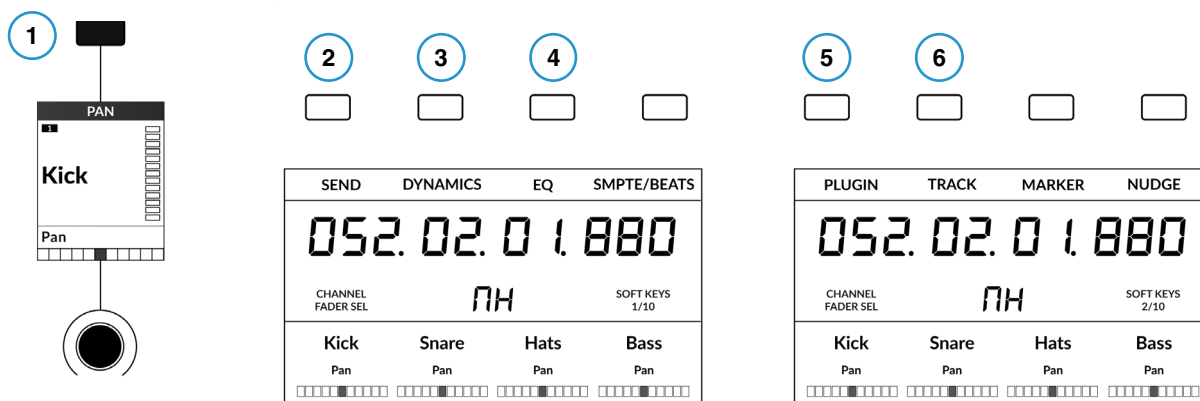 1
PAN
1
Kick
Pan
2 3 4
SEND DYNAMICS EQ SMPTE/BEATS
052.02.01.880
CHANNEL
FADER SEL
ПH
SOFT KEYS
1/10
Kick Snare Hats Bass
Pan Pan Pan Pan
5 6
PLUGIN TRACK MARKER NUDGE
052.02.01.880
CHANNEL
FADER SEL
ПH
SOFT KEYS
2/10
Kick Snare Hats Bass
Pan Pan Pan Pan